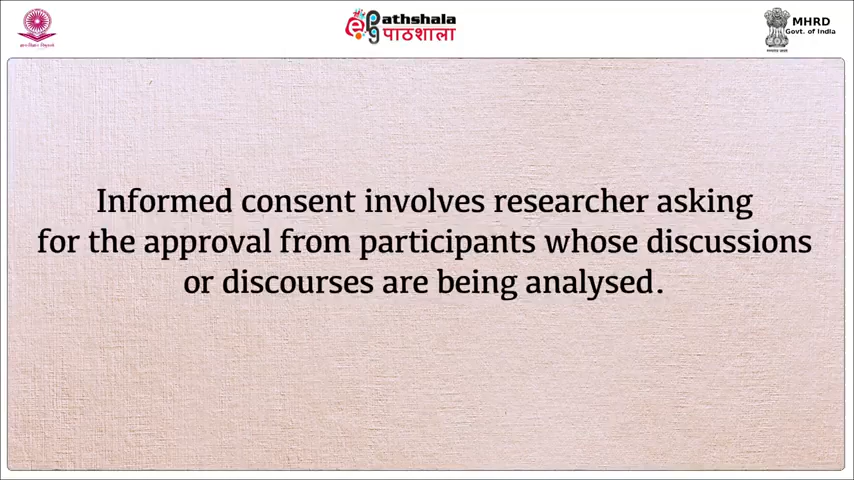 ePathshala
पाठशाला
MHRD
Govt. of India
Informed consent involves researcher asking
for the approval from participants whose discussions
or discourses are being analysed.